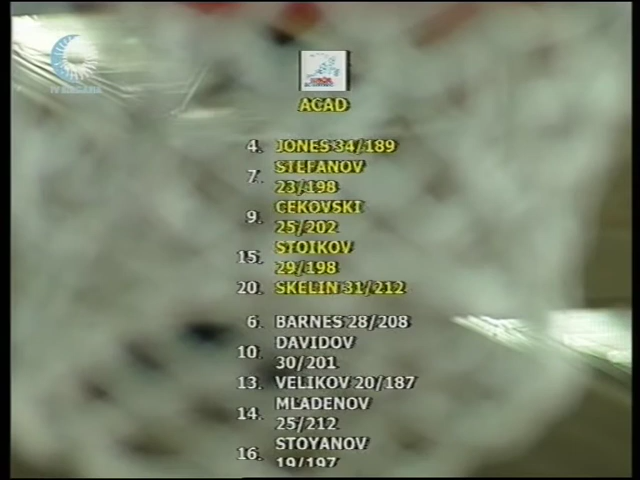 ACAD
4. JONES 34/189
7. STEFANOV
23/198
9. CEKOVSKI
25/202
15. STOIKOV
29/198
20. SKELIN 31/212
6. BARNES 28/208
10. DAVIDOV
30/201
13. VELIKOV 20/187
14. MLADENOV
25/212
16. STOYANOV
19/197